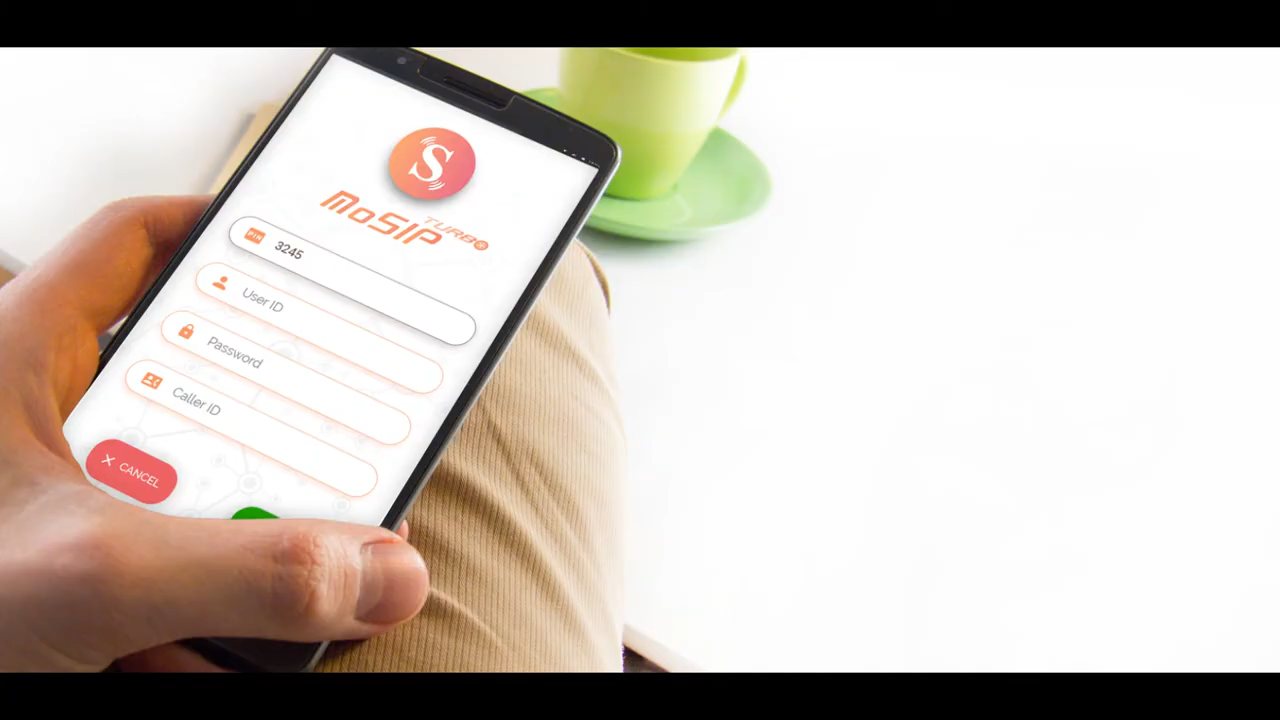 S
MoSIP TURBO
PIN 3245
User ID
Password
Caller ID
CANCEL